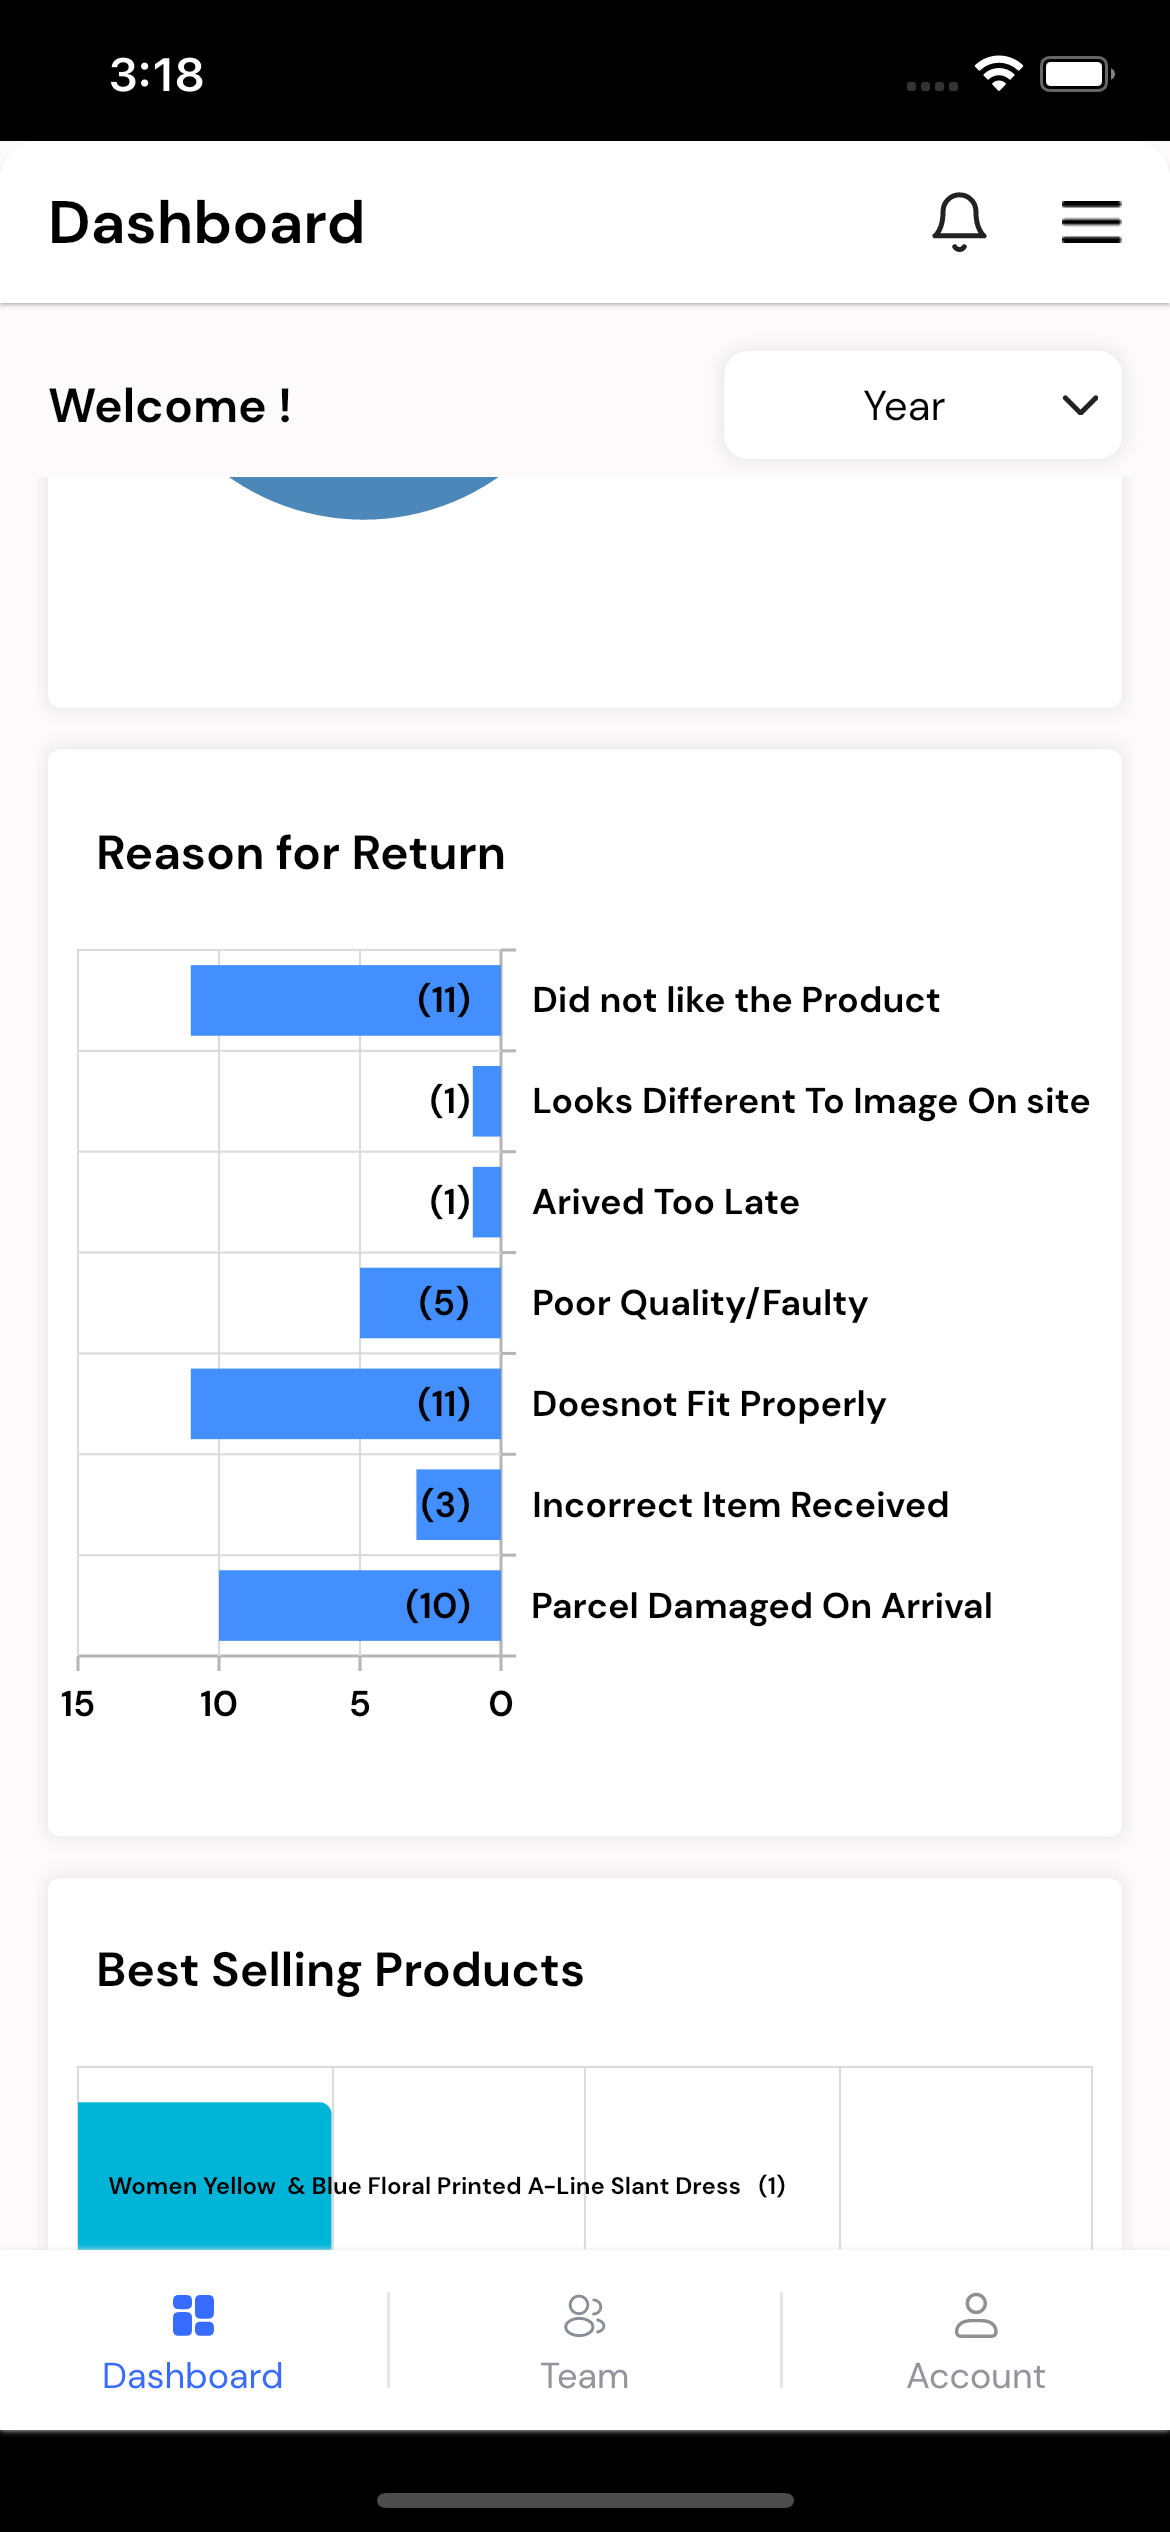 3:18
Dashboard
Welcome !
Year
Reason for Return
(11) Did not like the Product
(1) Looks Different To Image On site
(1) Arived Too Late
(5) Poor Quality/Faulty
(11) Doesnot Fit Properly
(3) Incorrect Item Received
(10) Parcel Damaged On Arrival
15 10 5 0
Best Selling Products
Women Yellow & Blue Floral Printed A-Line Slant Dress (1)
Dashboard Team Account